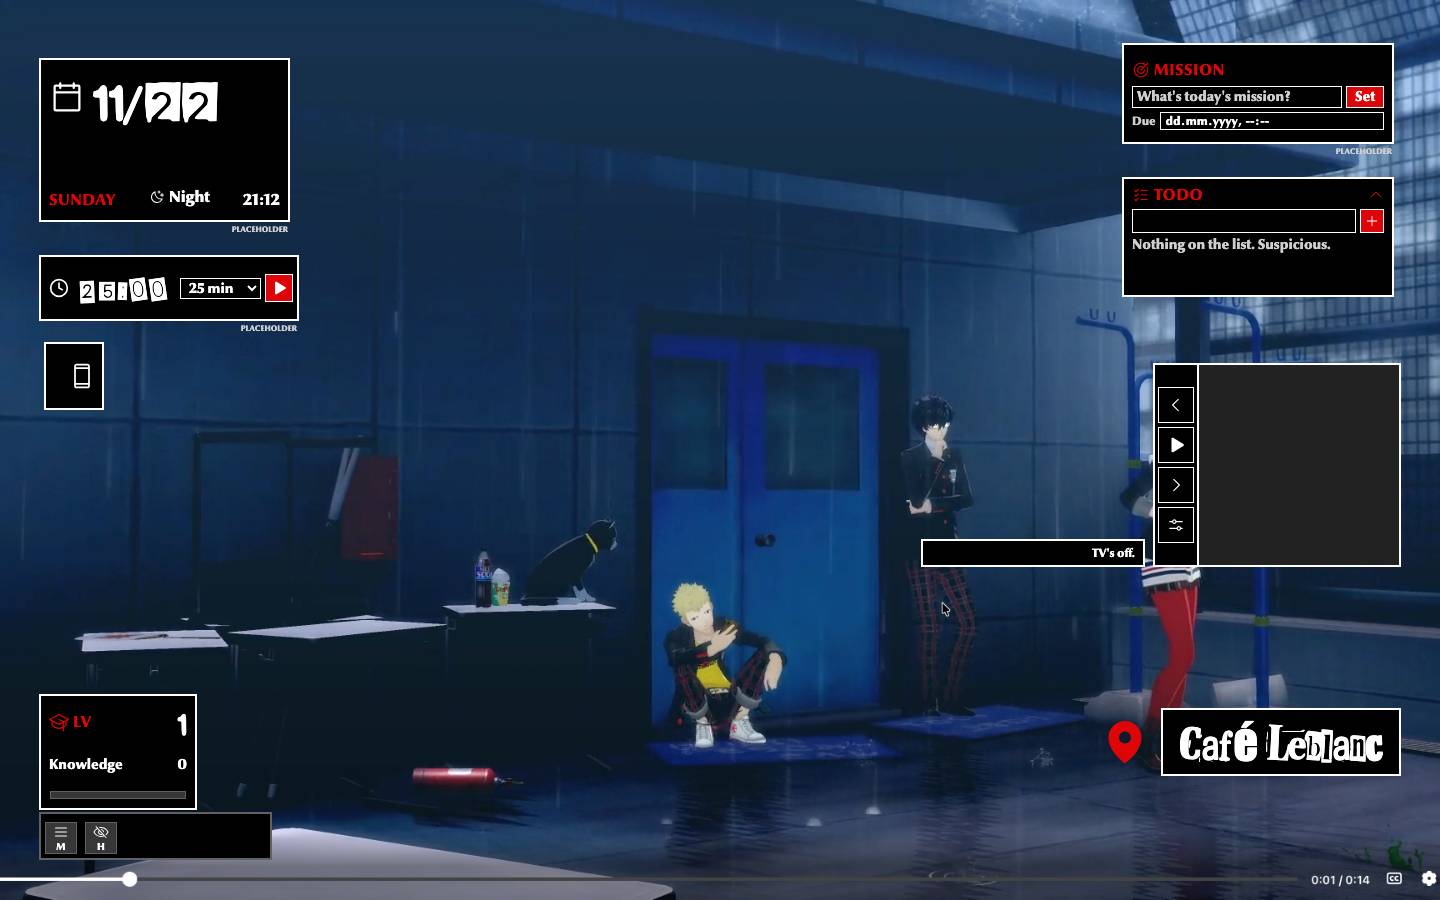 11/22
SUNDAY
Night
21:12
PLACEHOLDER
25:00
25 min
PLACEHOLDER
MISSION
What's today's mission?
Set
Due
dd.mm.yyyy, --:--
PLACEHOLDER
TODO
+
Nothing on the list. Suspicious.
TV's off.
LV
1
Knowledge
0
M
H
Café Leblanc
0:01 / 0:14
CC